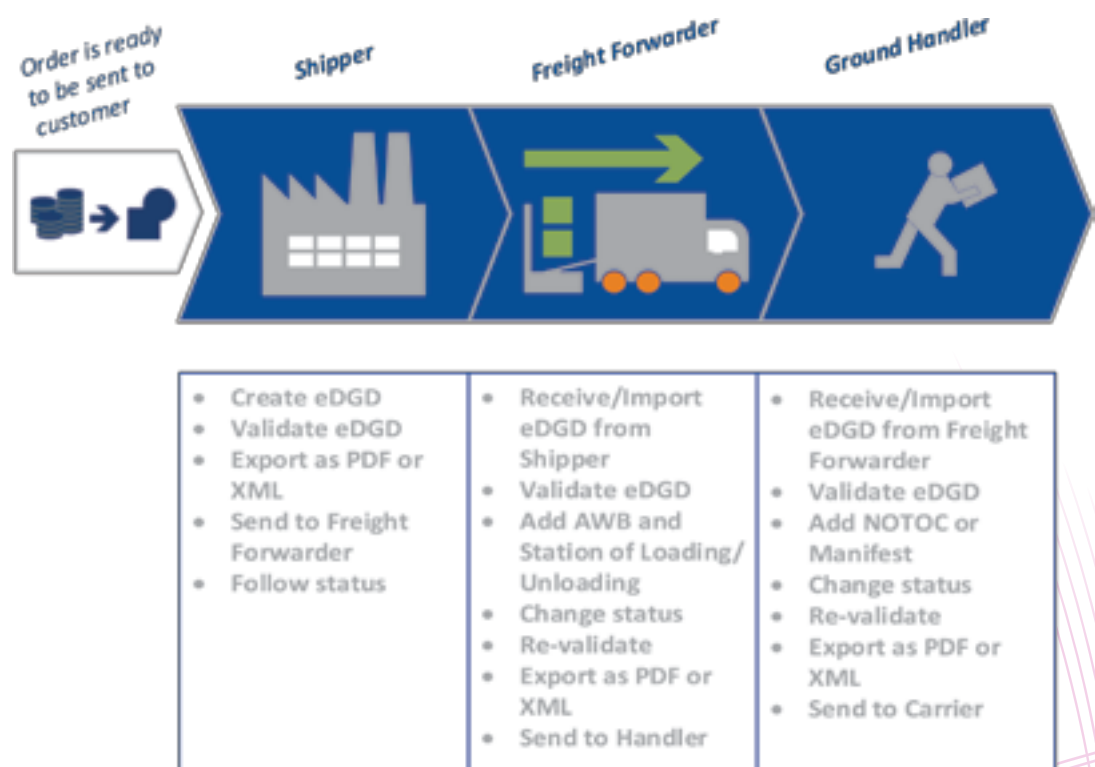 Order is ready
to be sent to
customer
Shipper
Freight Forwarder
Ground Handler
• Create eDGD
• Validate eDGD
• Export as PDF or
XML
• Send to Freight
Forwarder
• Follow status
• Receive/Import
eDGD from
Shipper
• Validate eDGD
• Add AWB and
Station of Loading/
Unloading
• Change status
• Re-validate
• Export as PDF or
XML
• Send to Handler
• Receive/Import
eDGD from Freight
Forwarder
• Validate eDGD
• Add NOTOC or
Manifest
• Change status
• Re-validate
• Export as PDF or
XML
• Send to Carrier